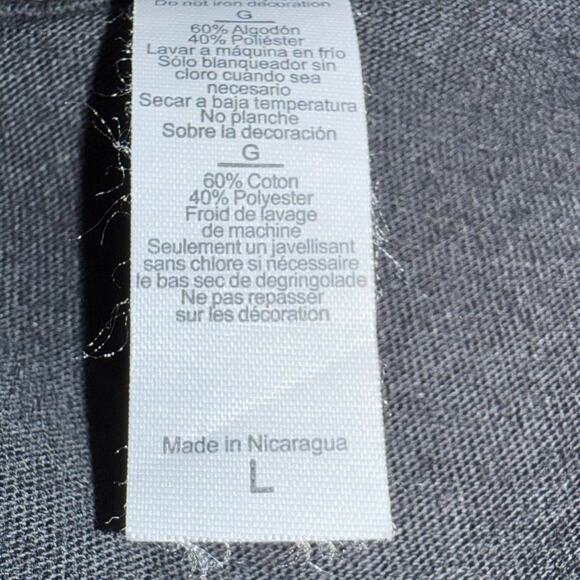 Do not iron decoration
G
60% Algodón
40% Poliéster
Lavar a máquina en frio
Sólo blanqueador sin
cloro cuando sea
necesario
Secar a baja temperatura
No planche
Sobre la decoración
G
60% Coton
40% Polyester
Froid de lavage
de machine
Seulement un javellisant
sans chlore si nécessaire
le bas sec de degringolade
Ne pas repasser
sur les décoration
Made in Nicaragua
L